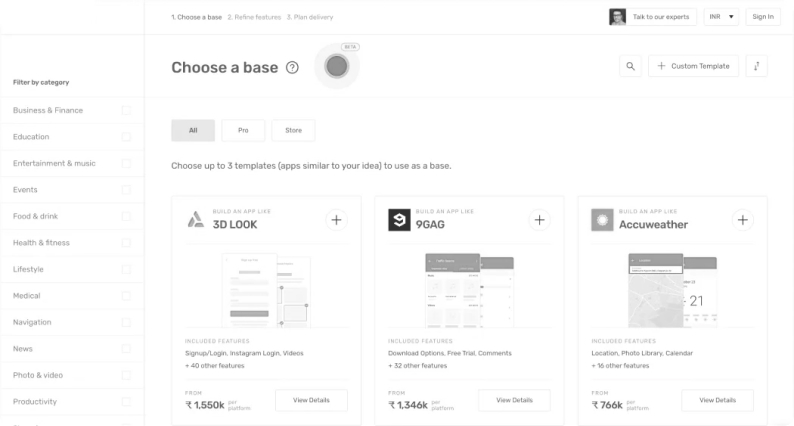 1. Choose a base 2. Refine features 3. Plan delivery
Talk to our experts
INR
Sign In
Filter by category
Business & Finance
Education
Entertainment & music
Events
Food & drink
Health & fitness
Lifestyle
Medical
Navigation
News
Photo & video
Productivity
Choose a base
BETA
Custom Template
All
Pro
Store
Choose up to 3 templates (apps similar to your idea) to use as a base.
BUILD AN APP LIKE
3D LOOK
INCLUDED FEATURES
Signup/Login, Instagram Login, Videos
+ 40 other features
FROM
₹ 1,550k per platform
View Details
BUILD AN APP LIKE
9GAG
INCLUDED FEATURES
Download Options, Free Trial, Comments
+ 32 other features
FROM
₹ 1,346k per platform
View Details
BUILD AN APP LIKE
Accuweather
21
INCLUDED FEATURES
Location, Photo Library, Calendar
+ 16 other features
FROM
₹ 766k per platform
View Details